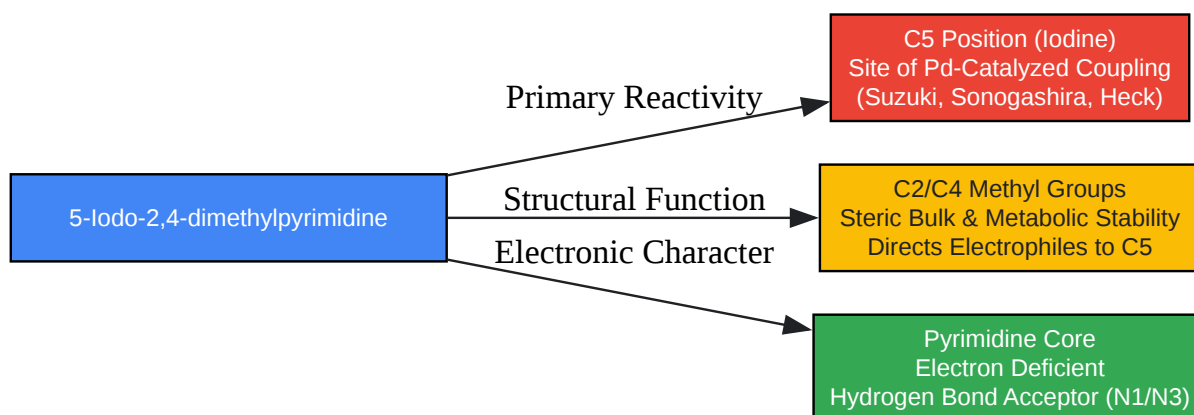 5-Iodo-2,4-dimethylpyrimidine
Primary Reactivity
Structural Function
Electronic Character
C5 Position (Iodine)
Site of Pd-Catalyzed Coupling
(Suzuki, Sonogashira, Heck)
C2/C4 Methyl Groups
Steric Bulk & Metabolic Stability
Directs Electrophiles to C5
Pyrimidine Core
Electron Deficient
Hydrogen Bond Acceptor (N1/N3)